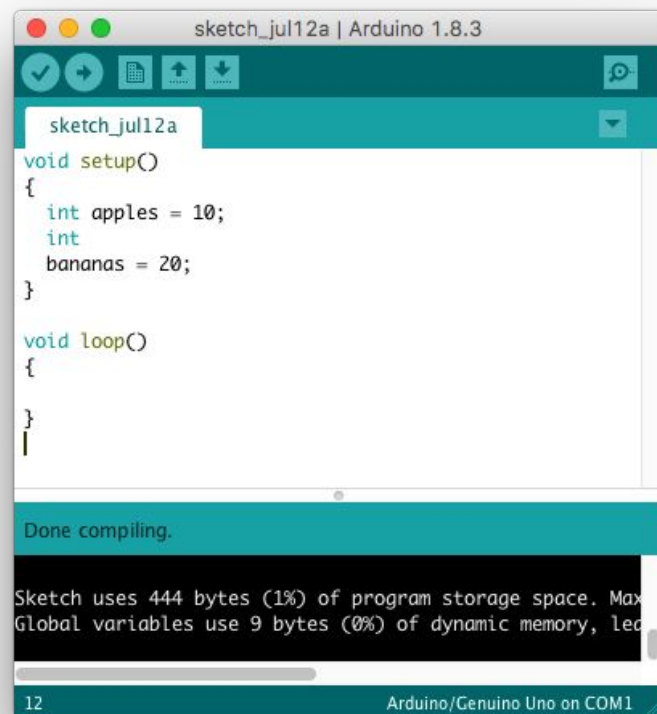 sketch_jul12a | Arduino 1.8.3
sketch_jul12a
void setup()
{
  int apples = 10;
  int
  bananas = 20;
}
void loop()
{
}
Done compiling.
Sketch uses 444 bytes (1%) of program storage space. Max
Global variables use 9 bytes (0%) of dynamic memory, lea
12 Arduino/Genuino Uno on COM1